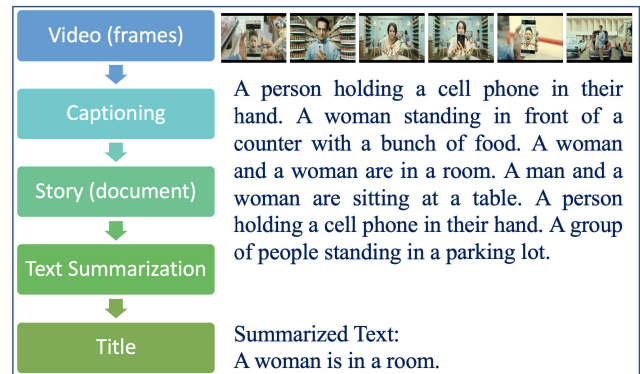 Video (frames)
Captioning
Story (document)
Text Summarization
Title
A person holding a cell phone in their
hand. A woman standing in front of a
counter with a bunch of food. A woman
and a woman are in a room. A man and a
woman are sitting at a table. A person
holding a cell phone in their hand. A group
of people standing in a parking lot.
Summarized Text:
A woman is in a room.